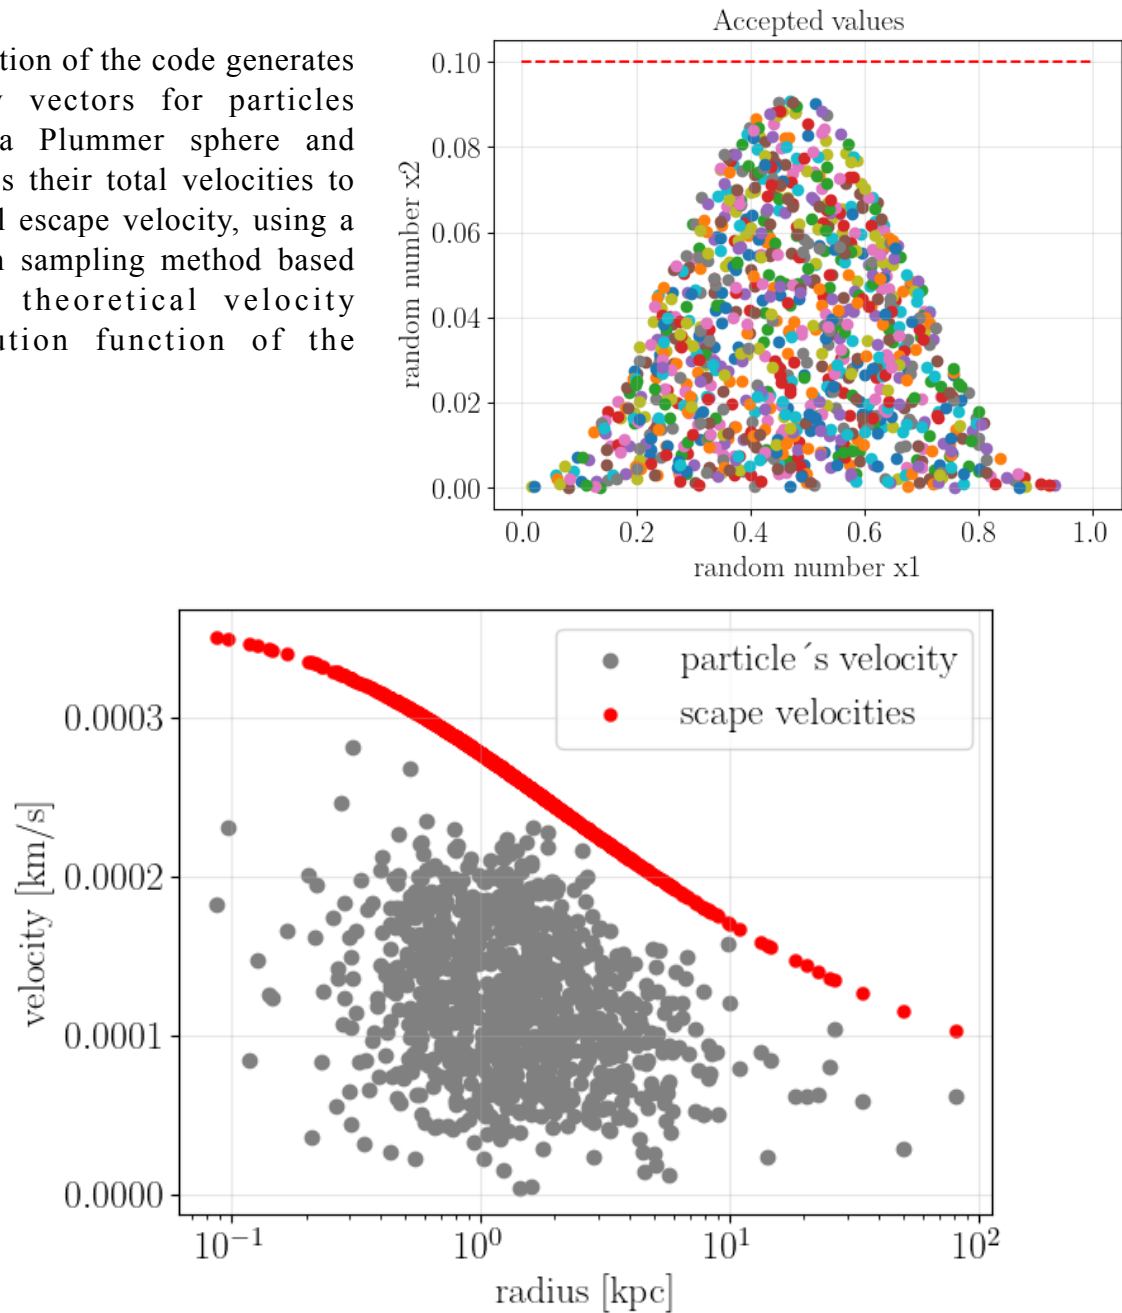 tion of the code generates
vectors for particles
a Plummer sphere and
s their total velocities to
escape velocity, using a
sampling method based
theoretical velocity
ution function of the
Accepted values
0.10
0.08
0.06
0.04
0.02
0.00
random number x2
0.0 0.2 0.4 0.6 0.8 1.0
random number x1
particle´s velocity
scape velocities
0.0003
0.0002
0.0001
0.0000
velocity [km/s]
10⁻¹ 10⁰ 10¹ 10²
radius [kpc]